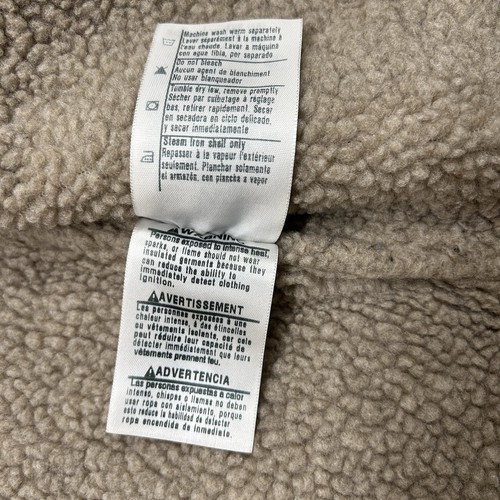 Machine wash warm separately
Laver separément à la machine à
l'eau chaude. Lavar a máquina
con agua tibia, por separado
Do not bleach
Aucun agent de blanchiment
No usar blanqueador
Tumble dry low, remove promptly
Sécher par culbutage à réglage
bas, retirer rapidement. Secar
en secadora en ciclo delicado,
y sacar inmediatamente
Steam iron shell only
Repasser à la vapeur l'extérieur
seulement. Planchar solamente
el armazón, con plancha a vapor
WARNING
Persons exposed to intense heat,
sparks, or flame should not wear
insulated garments because they
can reduce the ability to
immediately detect clothing
ignition.
AVERTISSEMENT
Les personnes exposées à une
chaleur intense, à des étincelles
ou vêtements isolants, car cela
peut réduire leur capacité de
détecter immédiatement que leurs
vêtements prennent feu.
ADVERTENCIA
Las personas expuestas a calor
intenso, chispas o llamas no deben
usar ropa con aislamiento, porque
esto reduce la habilidad de detectar
ropa encendida de inmediato.